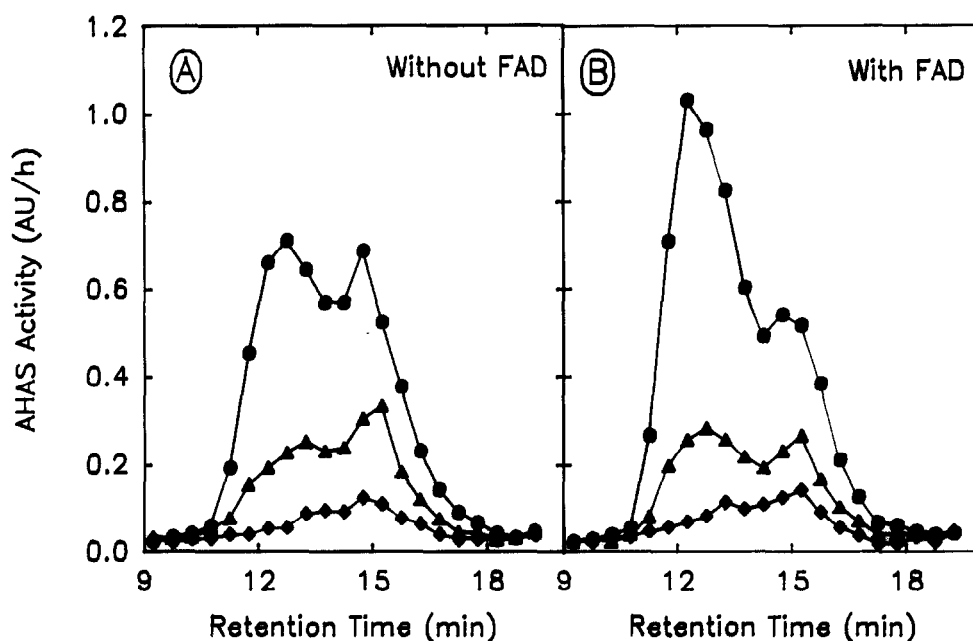 AHAS Activity (AU/h)
1.2
1.0
0.8
0.6
0.4
0.2
0.0
A
Without FAD
B
With FAD
9
12
15
18
9
12
15
18
Retention Time (min)
Retention Time (min)